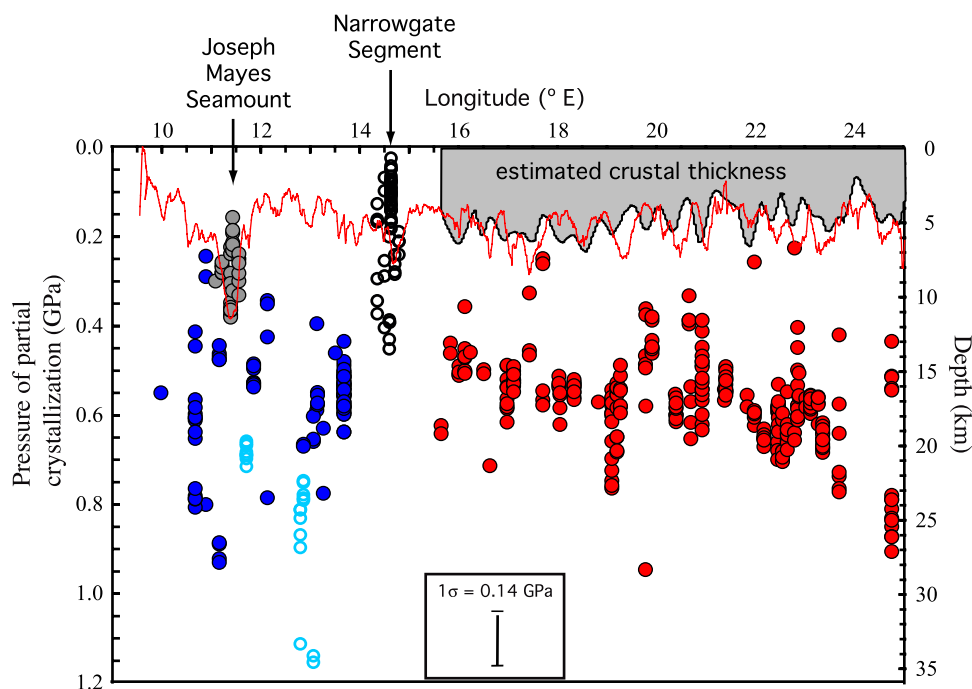 Narrowgate
Segment
Joseph
Mayes
Seamount
Longitude (º E)
10 12 14 16 18 20 22 24
estimated crustal thickness
0.0
0.2
0.4
0.6
0.8
1.0
1.2
Pressure of partial
crystallization (GPa)
0
5
10
15
20
25
30
35
Depth (km)
1σ = 0.14 GPa